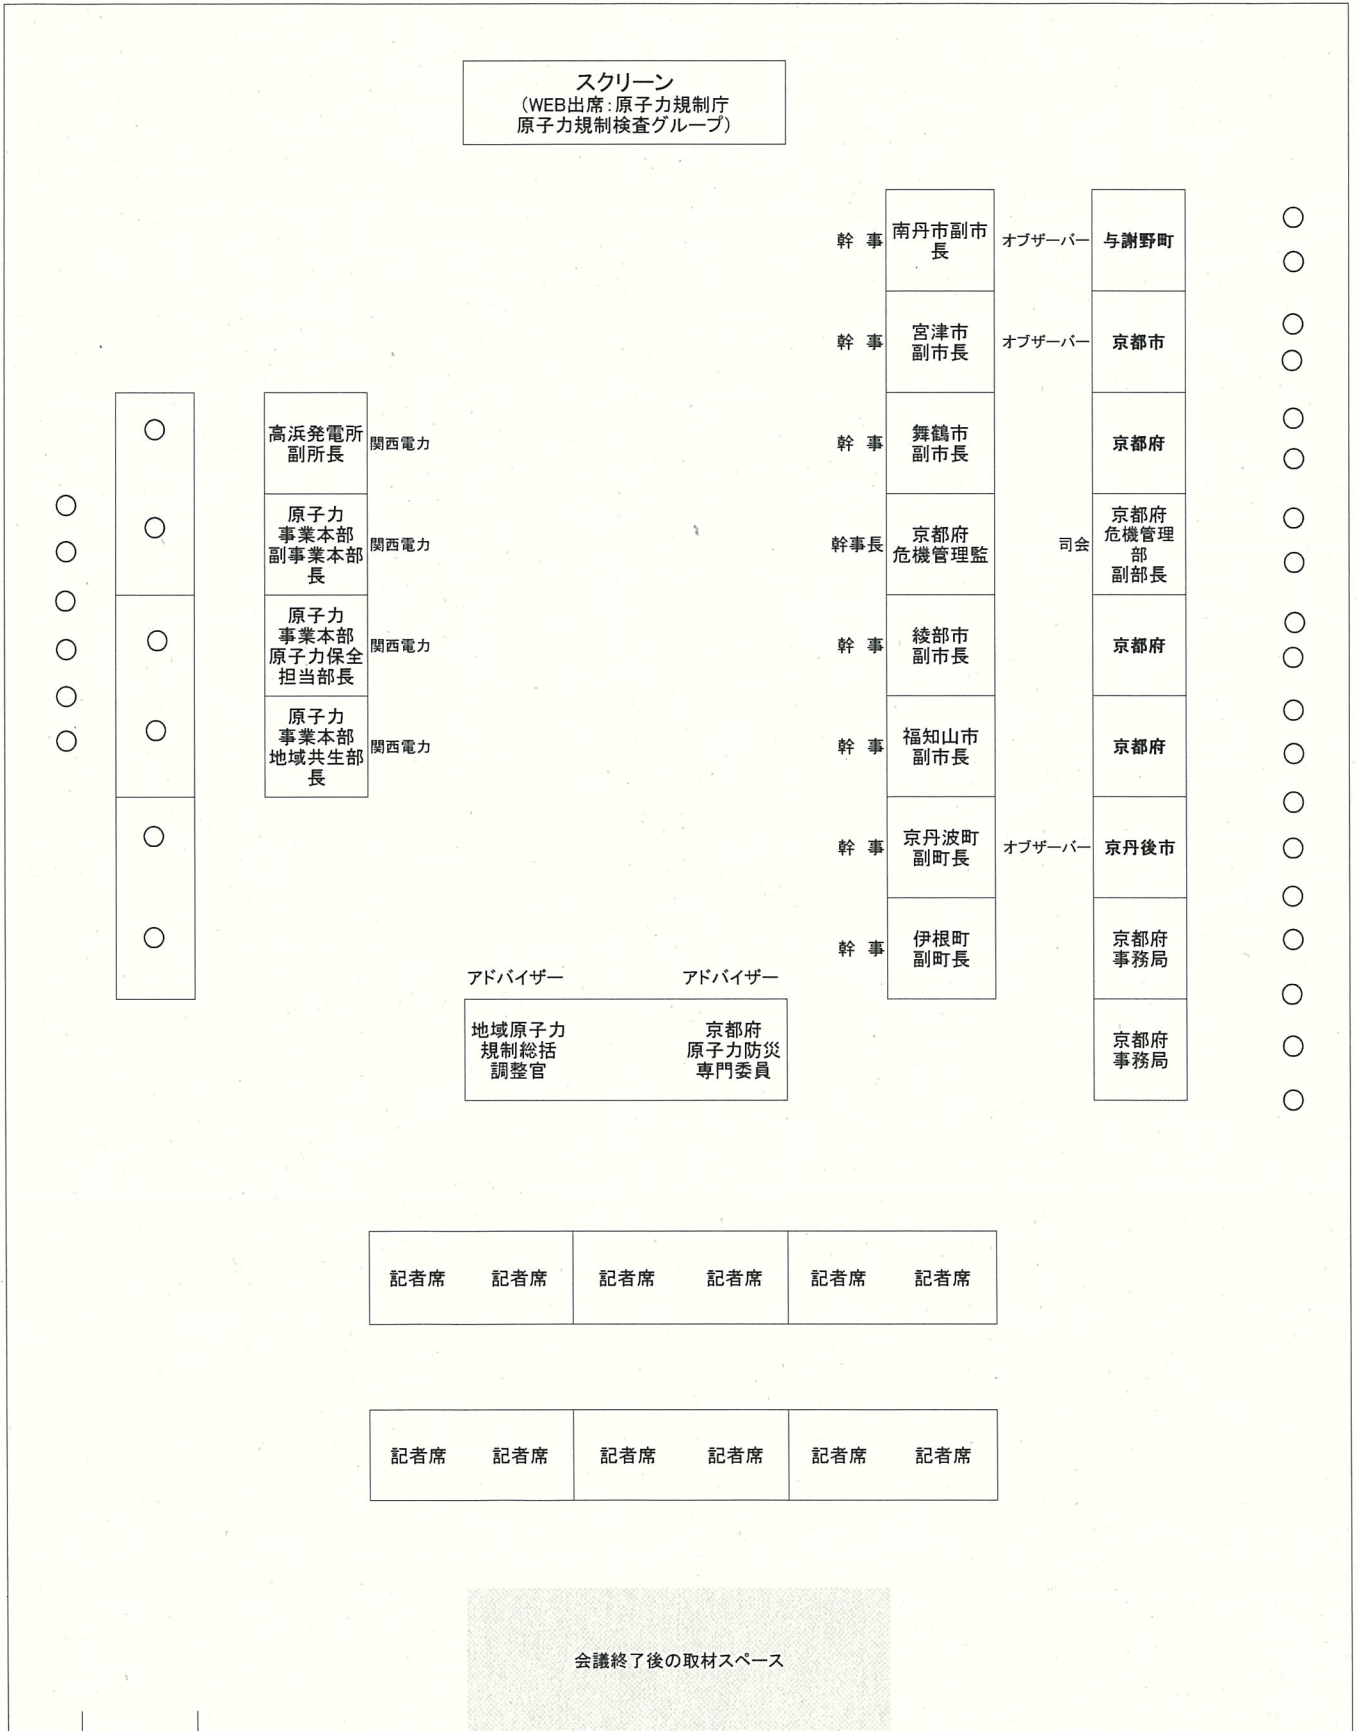 スクリーン
（WEB出席：原子力規制庁
原子力規制検査グループ）
幹　事
南丹市副市
長
オブザーバー
与謝野町
幹　事
宮津市
副市長
オブザーバー
京都市
高浜発電所
副所長
関西電力
幹　事
舞鶴市
副市長
京都府
原子力
事業本部
副事業本部
長
関西電力
幹事長
京都府
危機管理監
司会
京都府
危機管理
部
副部長
原子力
事業本部
原子力保全
担当部長
関西電力
幹　事
綾部市
副市長
京都府
原子力
事業本部
地域共生部
長
関西電力
幹　事
福知山市
副市長
京都府
幹　事
京丹波町
副町長
オブザーバー
京丹後市
幹　事
伊根町
副町長
京都府
事務局
アドバイザー
アドバイザー
地域原子力
規制総括
調整官
京都府
原子力防災
専門委員
京都府
事務局
記者席　記者席　記者席　記者席　記者席　記者席
記者席　記者席　記者席　記者席　記者席　記者席
会議終了後の取材スペース